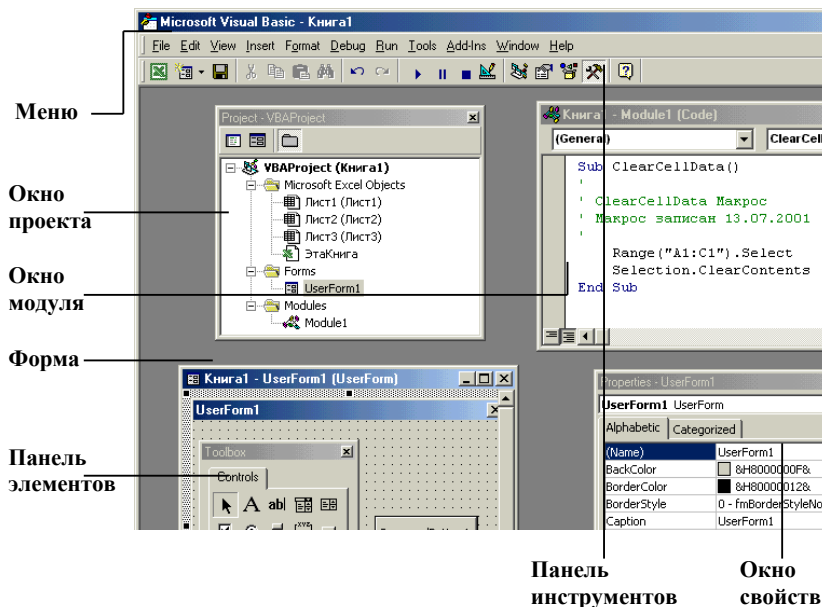 Microsoft Visual Basic - Книга1
File Edit View Insert Format Debug Run Tools Add-Ins Window Help
Меню
Project - VBAProject
VBAProject (Книга1)
Microsoft Excel Objects
Лист1 (Лист1)
Лист2 (Лист2)
Лист3 (Лист3)
ЭтаКнига
Forms
UserForm1
Modules
Module1
Окно
проекта
Книга1 - Module1 (Code)
(General)
ClearCell
Sub ClearCellData()
'
' ClearCellData Макрос
' Макрос записан 13.07.2001
'
Range("A1:C1").Select
Selection.ClearContents
End Sub
Окно
модуля
Форма
Книга1 - UserForm1 (UserForm)
UserForm1
Toolbox
Controls
A ab
xyz
Панель
элементов
Properties - UserForm1
UserForm1 UserForm
Alphabetic Categorized
(Name) UserForm1
BackColor &H8000000F&
BorderColor &H80000012&
BorderStyle 0 - fmBorderStyleNo
Caption UserForm1
Панель
инструментов
Окно
свойств